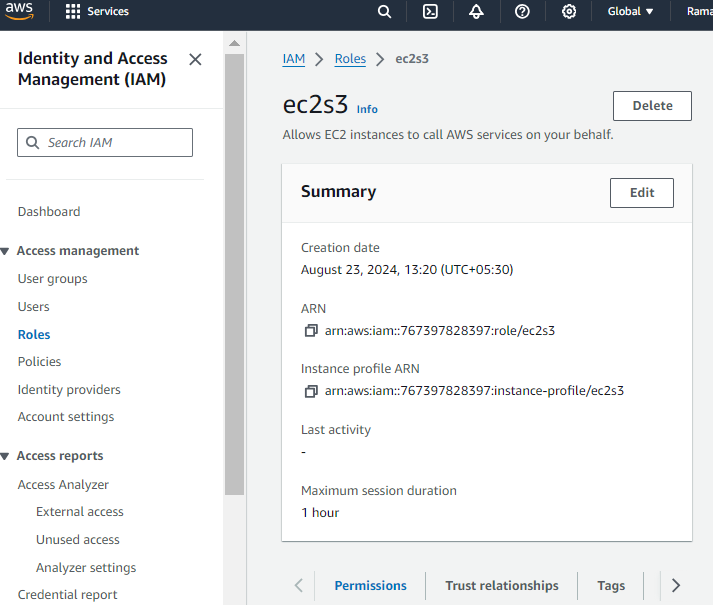 aws
Services
Global
Rama
Identity and Access
Management (IAM)
Search IAM
Dashboard
Access management
User groups
Users
Roles
Policies
Identity providers
Account settings
Access reports
Access Analyzer
External access
Unused access
Analyzer settings
Credential report
IAM > Roles > ec2s3
ec2s3 Info
Delete
Allows EC2 instances to call AWS services on your behalf.
Summary
Edit
Creation date
August 23, 2024, 13:20 (UTC+05:30)
ARN
arn:aws:iam::767397828397:role/ec2s3
Instance profile ARN
arn:aws:iam::767397828397:instance-profile/ec2s3
Last activity
-
Maximum session duration
1 hour
Permissions
Trust relationships
Tags